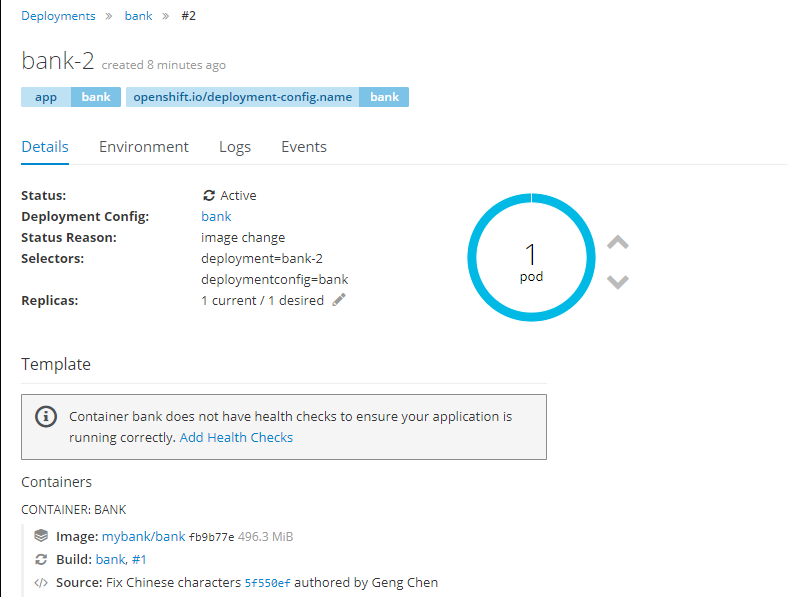 Deployments » bank » #2
bank-2 created 8 minutes ago
app bank openshift.io/deployment-config.name bank
Details Environment Logs Events
Status: Active
Deployment Config: bank
Status Reason: image change
Selectors: deployment=bank-2
deploymentconfig=bank
Replicas: 1 current / 1 desired
1
pod
Template
Container bank does not have health checks to ensure your application is
running correctly. Add Health Checks
Containers
CONTAINER: BANK
Image: mybank/bank fb9b77e 496.3 MiB
Build: bank, #1
</> Source: Fix Chinese characters 5f550ef authored by Geng Chen